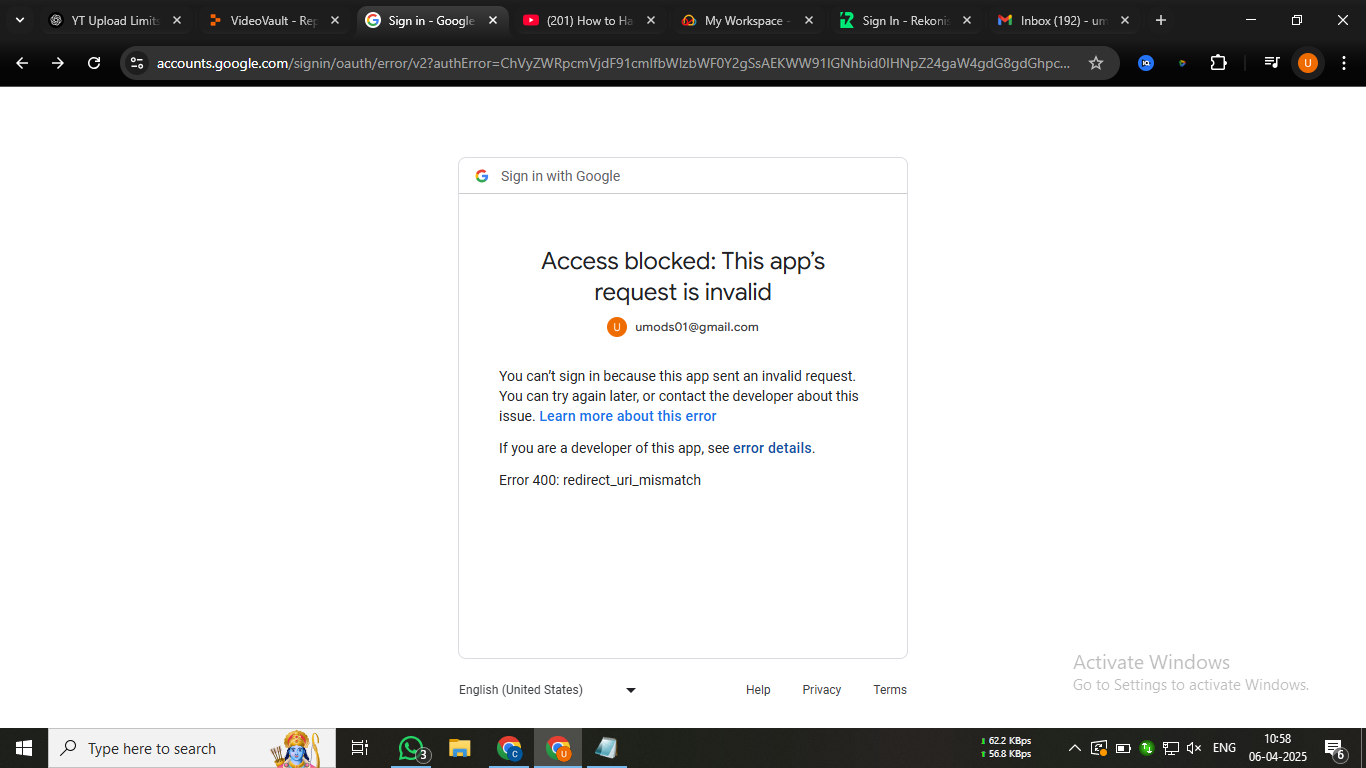 YT Upload Limits
VideoVault - Rep
Sign in - Google
(201) How to Ha
My Workspace -
Sign In - Rekonis
Inbox (192) - um
accounts.google.com/signin/oauth/error/v2?authError=ChVyZWRpcmVjdF91cmlfbWlzbWF0Y2gSsAEKWW91IGNhbid0IHNpZ24gaW4gdG8gdGhpc...
U
Sign in with Google
Access blocked: This app's
request is invalid
U umods01@gmail.com
You can't sign in because this app sent an invalid request.
You can try again later, or contact the developer about this
issue. Learn more about this error
If you are a developer of this app, see error details.
Error 400: redirect_uri_mismatch
English (United States)
Help
Privacy
Terms
Activate Windows
Go to Settings to activate Windows.
Type here to search
3
C
U
62.2 KBps
56.8 KBps
ENG
10:58
06-04-2025
6